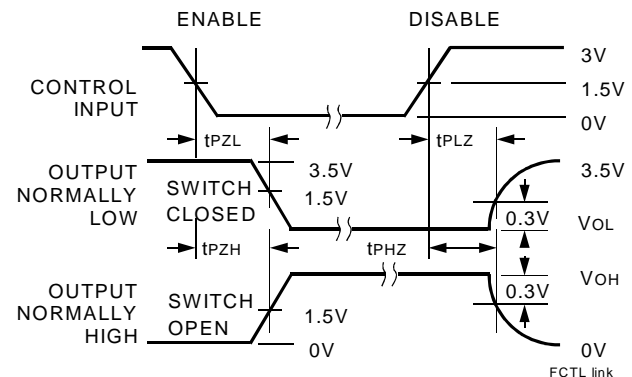 ENABLE
DISABLE
3V
CONTROL
INPUT
1.5V
0V
tPZL
tPLZ
3.5V
3.5V
OUTPUT
NORMALLY
LOW
SWITCH
CLOSED
1.5V
0.3V
VOL
tPZH
tPHZ
VOH
0.3V
OUTPUT
NORMALLY
HIGH
SWITCH
OPEN
1.5V
0V
0V
FCTL link